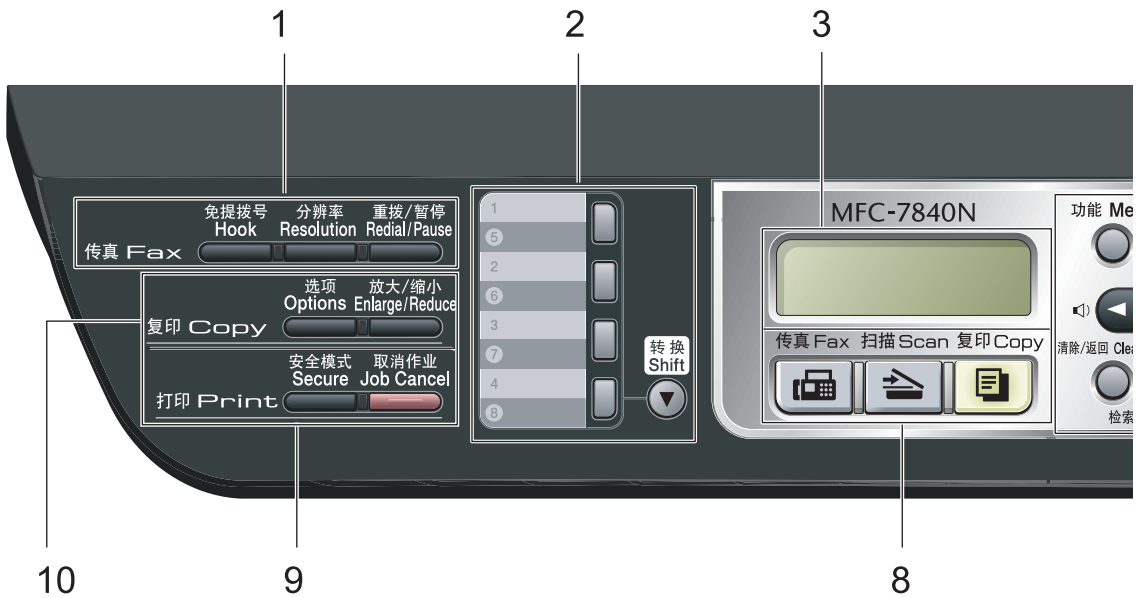 1
2
3
免提拨号 分辨率 重拨/暂停
Hook Resolution Redial/Pause
传真 Fax
选项 放大/缩小
Options Enlarge/Reduce
复印 Copy
安全模式 取消作业
Secure Job Cancel
打印 Print
1
5
2
6
3
7
4
8
转换
Shift
MFC-7840N
传真 Fax 扫描 Scan 复印 Copy
功能 Me
清除/返回 Clea
检索
10
9
8